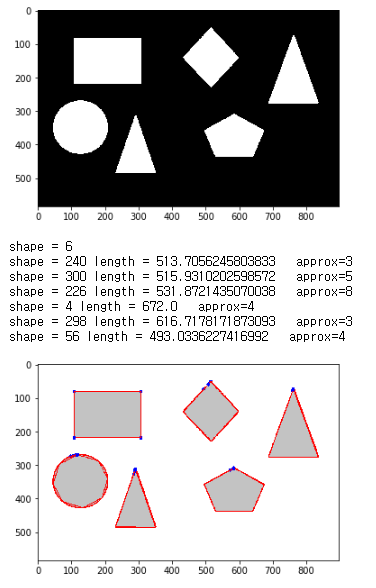 0
100
200
300
400
500
0 100 200 300 400 500 600 700 800
shape = 6
shape = 240 length = 513.7056245803833 approx=3
shape = 300 length = 515.9310202598572 approx=5
shape = 226 length = 531.8721435070038 approx=8
shape = 4 length = 672.0 approx=4
shape = 298 length = 616.7178171873093 approx=3
shape = 56 length = 493.0336227416992 approx=4
0
100
200
300
400
500
0 100 200 300 400 500 600 700 800